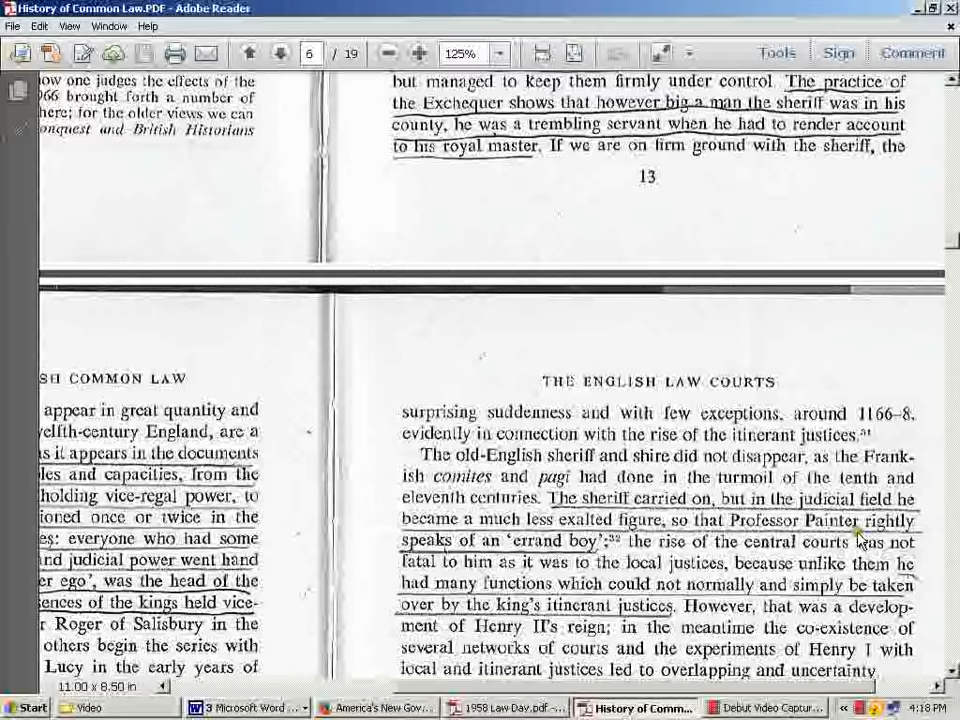 History of Common Law.PDF - Adobe Reader
File Edit View Window Help
6 / 19 125% Tools Sign Comment
ow one judges the effects of the
066 brought forth a number of
here; for the older views we can
onquest and British Historians
but managed to keep them firmly under control. The practice of
the Exchequer shows that however big a man the sheriff was in his
county, he was a trembling servant when he had to render account
to his royal master. If we are on firm ground with the sheriff, the
13
SH COMMON LAW
appear in great quantity and
welfth-century England, are a
s it appears in the documents
les and capacities, from the
holding vice-regal power, to
ioned once or twice in the
es: everyone who had some
nd judicial power went hand
er ego', was the head of the
sences of the kings held vice-
r Roger of Salisbury in the
others begin the series with
Lucy in the early years of
THE ENGLISH LAW COURTS
surprising suddenness and with few exceptions, around 1166-8,
evidently in connection with the rise of the itinerant justices.³¹
The old-English sheriff and shire did not disappear, as the Frank-
ish comites and pagi had done in the turmoil of the tenth and
eleventh centuries. The sheriff carried on, but in the judicial field he
became a much less exalted figure, so that Professor Painter rightly
speaks of an 'errand boy';³² the rise of the central courts was not
fatal to him as it was to the local justices, because unlike them he
had many functions which could not normally and simply be taken
over by the king's itinerant justices. However, that was a develop-
ment of Henry II's reign; in the meantime the co-existence of
several networks of courts and the experiments of Henry I with
local and itinerant justices led to overlapping and uncertainty
11.00 x 8.50 in
Start Video 3 Microsoft Word ... America's New Gov... 1958 Law Day.pdf -... History of Comm... Debut Video Captur... « 4:18 PM